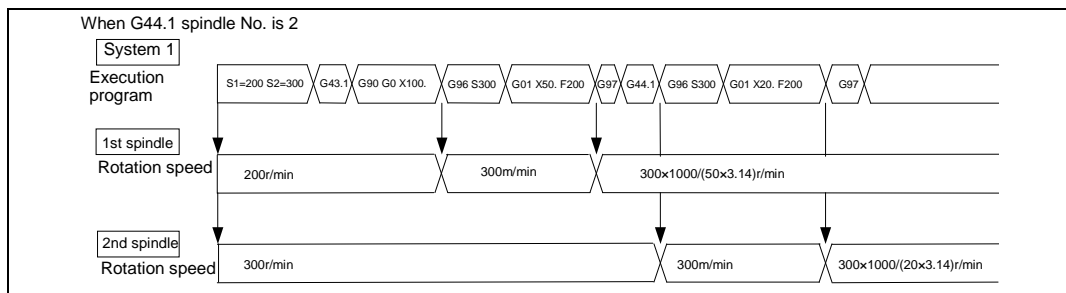 When G44.1 spindle No. is 2
System 1
Execution program
S1=200 S2=300 G43.1 G90 G0 X100. G96 S300 G01 X50. F200 G97 G44.1 G96 S300 G01 X20. F200 G97
1st spindle
Rotation speed
200r/min 300m/min 300×1000/(50×3.14)r/min
2nd spindle
Rotation speed
300r/min 300m/min 300×1000/(20×3.14)r/min